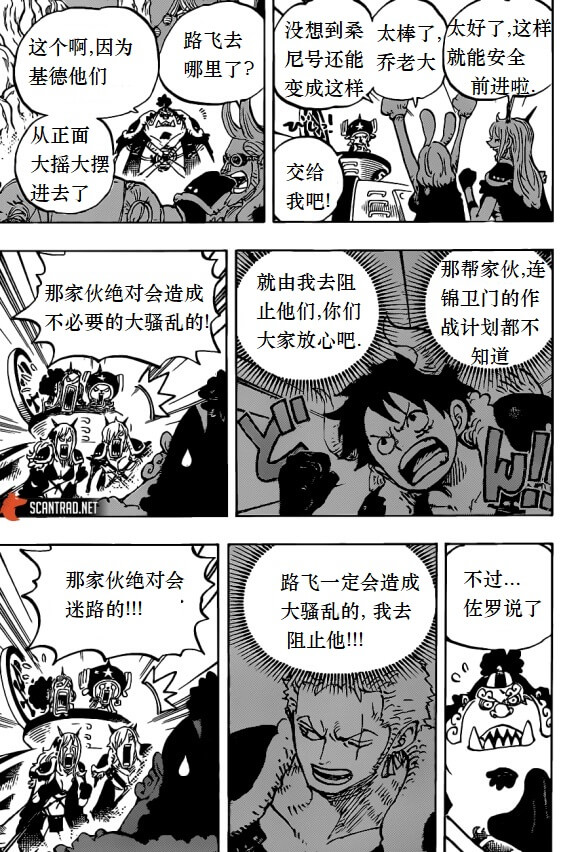 太好了,这样
就能安全
前进啦.
太棒了,
乔老大
没想到桑
尼号还能
变成这样
交给
我吧!
路飞去
哪里了?
这个啊,因为
基德他们
从正面
大摇大摆
进去了
那帮家伙,连
锦卫门的作
战计划都不
知道
就由我去阻
止他们,你们
大家放心吧.
ど
ん!!
那家伙绝对会造成
不必要的大骚乱的!
SCANTRAD.NET
不过...
佐罗说了
路飞一定会造成
大骚乱的, 我去
阻止他!!!
那家伙绝对会
迷路的!!!